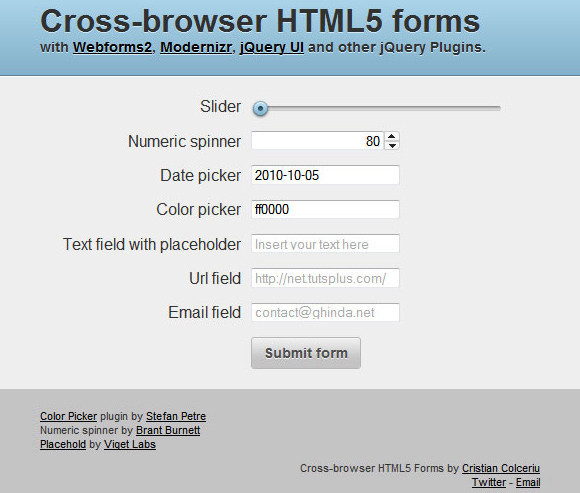 Cross-browser HTML5 forms
with Webforms2, Modernizr, jQuery UI and other jQuery Plugins.
Slider
Numeric spinner 80
Date picker 2010-10-05
Color picker ff0000
Text field with placeholder Insert your text here
Url field http://net.tutsplus.com/
Email field contact@ghinda.net
Submit form
Color Picker plugin by Stefan Petre
Numeric spinner by Brant Burnett
Placehold by Viget Labs
Cross-browser HTML5 Forms by Cristian Colceriu
Twitter - Email